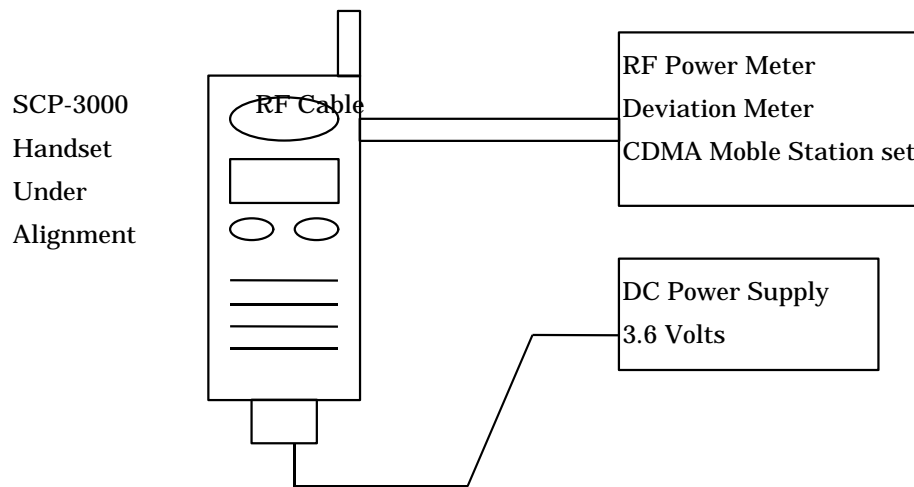 SCP-3000
Handset
Under
Alignment
RF Cable
RF Power Meter
Deviation Meter
CDMA Moble Station set
DC Power Supply
3.6 Volts